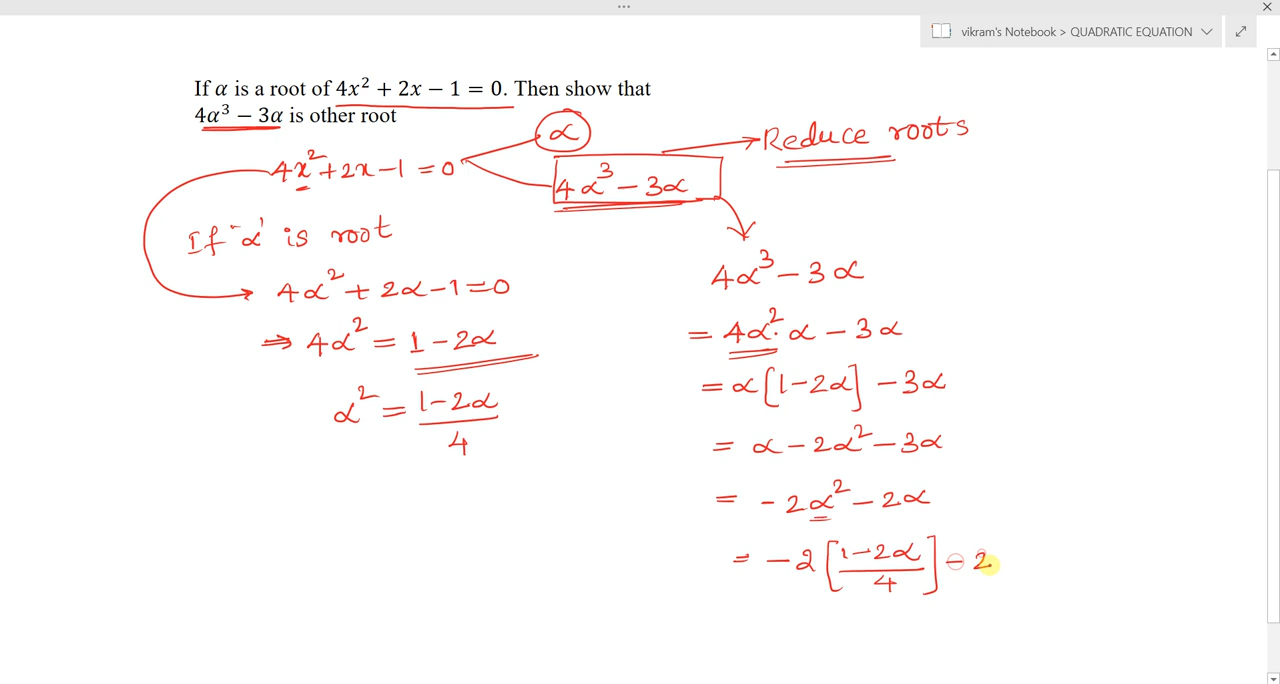 vikram's Notebook > QUADRATIC EQUATION
If α is a root of 4x² + 2x − 1 = 0. Then show that
4α³ − 3α is other root
α
Reduce roots
4x² + 2x − 1 = 0
4α³ − 3α
If 'α' is root
4α² + 2α − 1 = 0
⇒ 4α² = 1 − 2α
α² = (1 − 2α)/4
4α³ − 3α
= 4α²· α − 3α
= α[1 − 2α] − 3α
= α − 2α² − 3α
= − 2α² − 2α
= − 2[(1 − 2α)/4] − 2